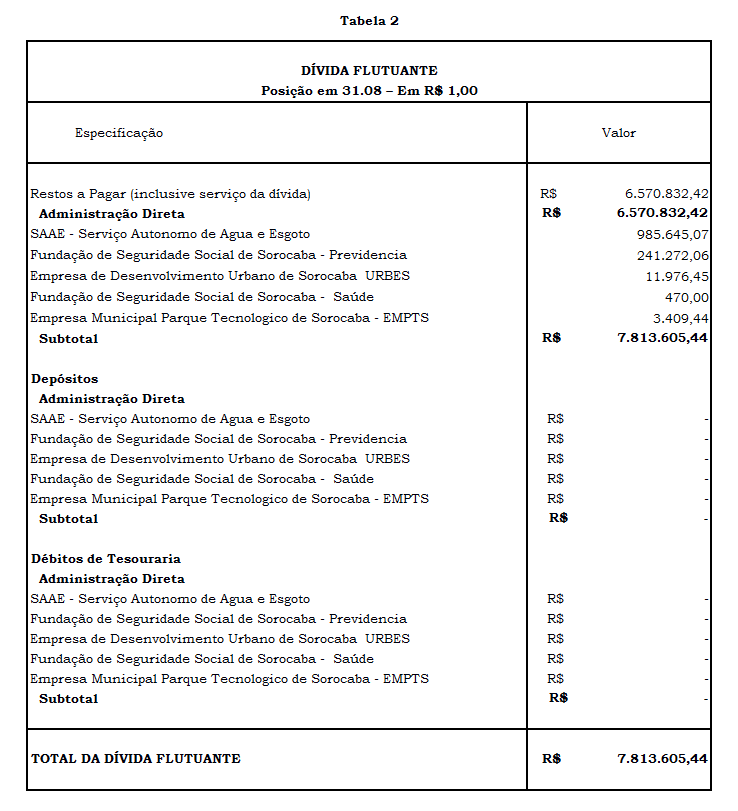 Tabela 2
DÍVIDA FLUTUANTE
Posição em 31.08 – Em R$ 1,00
Especificação Valor
Restos a Pagar (inclusive serviço da dívida) R$ 6.570.832,42
Administração Direta R$ 6.570.832,42
SAAE - Serviço Autonomo de Agua e Esgoto 985.645,07
Fundação de Seguridade Social de Sorocaba - Previdencia 241.272,06
Empresa de Desenvolvimento Urbano de Sorocaba URBES 11.976,45
Fundação de Seguridade Social de Sorocaba - Saúde 470,00
Empresa Municipal Parque Tecnologico de Sorocaba - EMPTS 3.409,44
Subtotal R$ 7.813.605,44
Depósitos
Administração Direta
SAAE - Serviço Autonomo de Agua e Esgoto R$ -
Fundação de Seguridade Social de Sorocaba - Previdencia R$ -
Empresa de Desenvolvimento Urbano de Sorocaba URBES R$ -
Fundação de Seguridade Social de Sorocaba - Saúde R$ -
Empresa Municipal Parque Tecnologico de Sorocaba - EMPTS R$ -
Subtotal R$ -
Débitos de Tesouraria
Administração Direta
SAAE - Serviço Autonomo de Agua e Esgoto R$ -
Fundação de Seguridade Social de Sorocaba - Previdencia R$ -
Empresa de Desenvolvimento Urbano de Sorocaba URBES R$ -
Fundação de Seguridade Social de Sorocaba - Saúde R$ -
Empresa Municipal Parque Tecnologico de Sorocaba - EMPTS R$ -
Subtotal R$ -
TOTAL DA DÍVIDA FLUTUANTE R$ 7.813.605,44